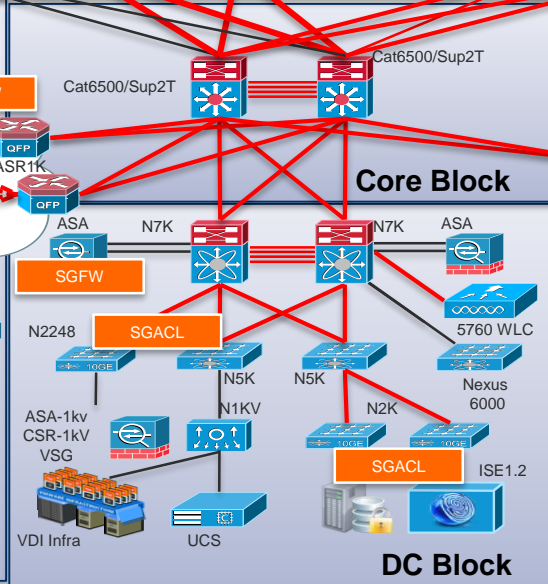 Cat6500/Sup2T
Cat6500/Sup2T
QFP
ASR1K
QFP
Core Block
ASA
N7K
N7K
ASA
SGFW
5760 WLC
N2248
SGACL
10GE
N5K
N5K
Nexus
6000
N1KV
N2K
ASA-1kv
CSR-1kV
VSG
10GE
10GE
SGACL
ISE1.2
VDI Infra
UCS
DC Block